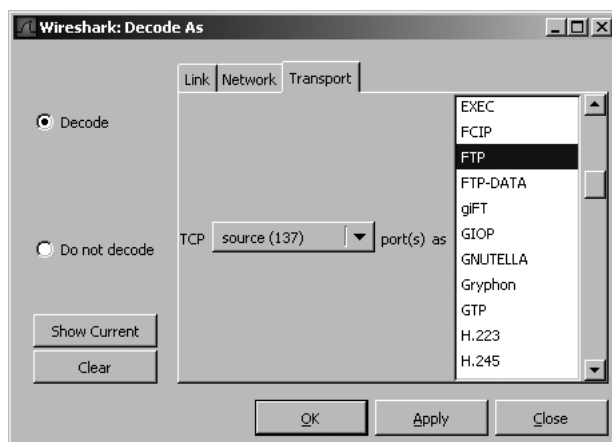 Wireshark: Decode As
Link Network Transport
Decode
Do not decode
Show Current
Clear
TCP source (137) port(s) as
EXEC
FCIP
FTP
FTP-DATA
giFT
GIOP
GNUTELLA
Gryphon
GTP
H.223
H.245
OK Apply Close